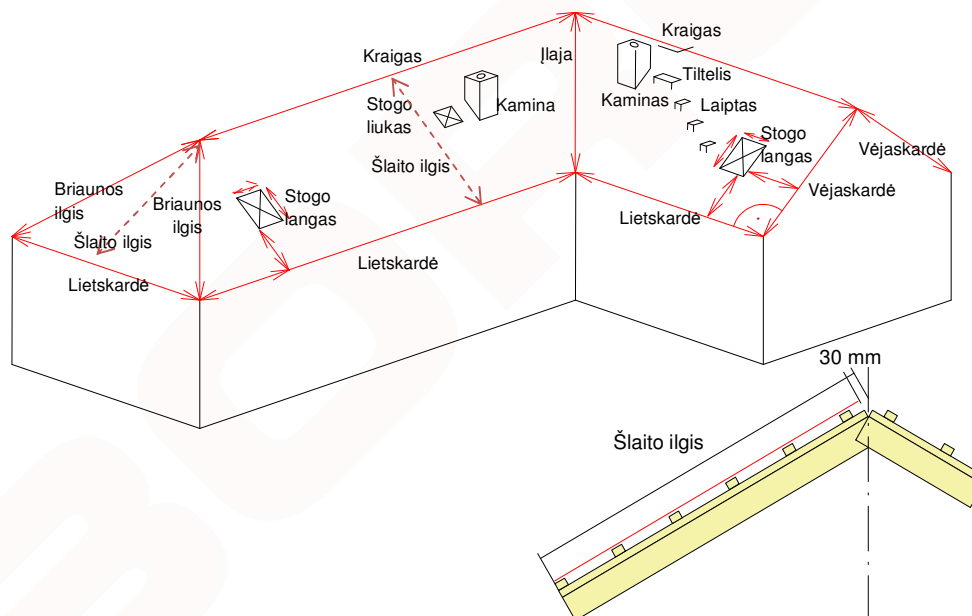 Kraigas
Kraigas
Įlaja
Tiltelis
Stogo
liukas
Kamina
Kaminas
Laiptas
Stogo
langas
Vėjaskardė
Šlaito ilgis
Briaunos
ilgis
Briaunos
ilgis
Stogo
langas
Vėjaskardė
Lietskardė
Šlaito ilgis
Lietskardė
Lietskardė
30 mm
Šlaito ilgis